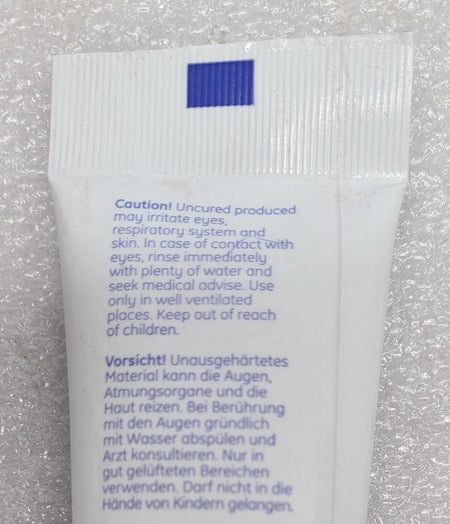 Caution! Uncured produced
may irritate eyes,
respiratory system and
skin. In case of contact with
eyes, rinse immediately
with plenty of water and
seek medical advise. Use
only in well ventilated
places. Keep out of reach
of children.
Vorsicht! Unausgehärtetes
Material kann die Augen,
Atmungsorgane und die
Haut reizen. Bei Berührung
mit den Augen gründlich
mit Wasser abspülen und
Arzt konsultieren. Nur in
gut gelüfteten Bereichen
verwenden. Darf nicht in die
Hände von Kindern gelangen.